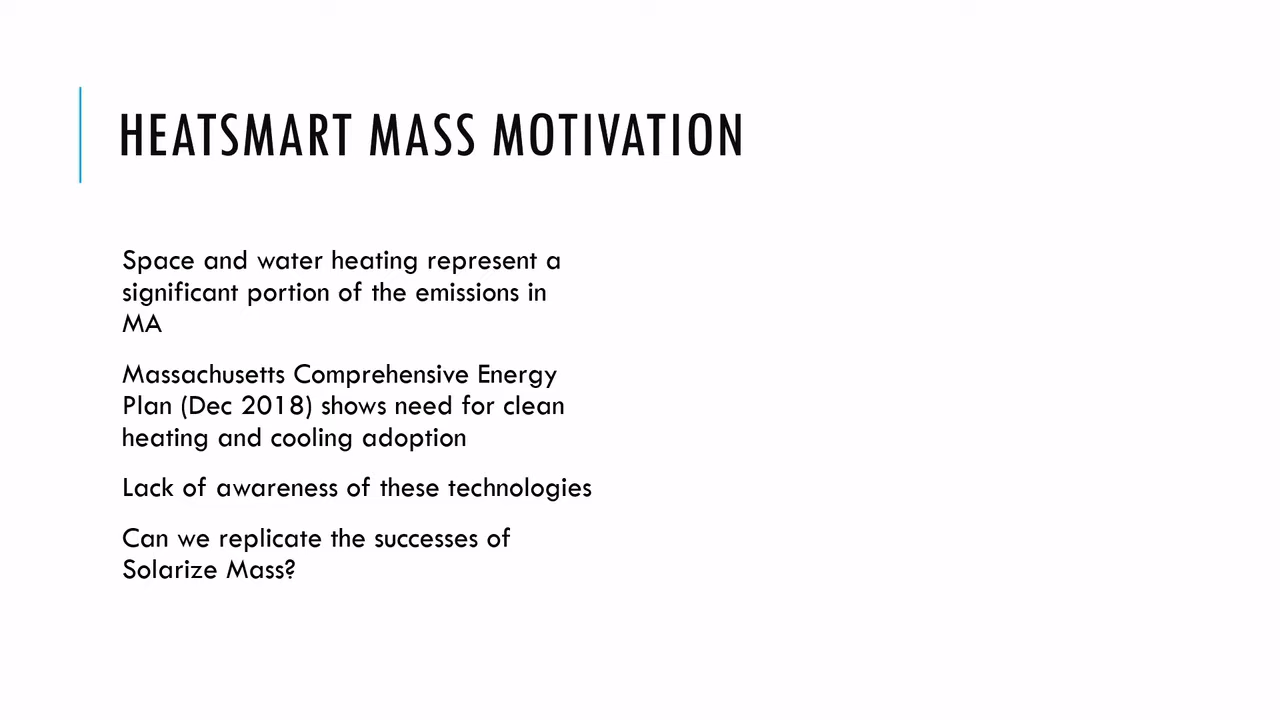 HEATSMART MASS MOTIVATION
Space and water heating represent a
significant portion of the emissions in
MA
Massachusetts Comprehensive Energy
Plan (Dec 2018) shows need for clean
heating and cooling adoption
Lack of awareness of these technologies
Can we replicate the successes of
Solarize Mass?